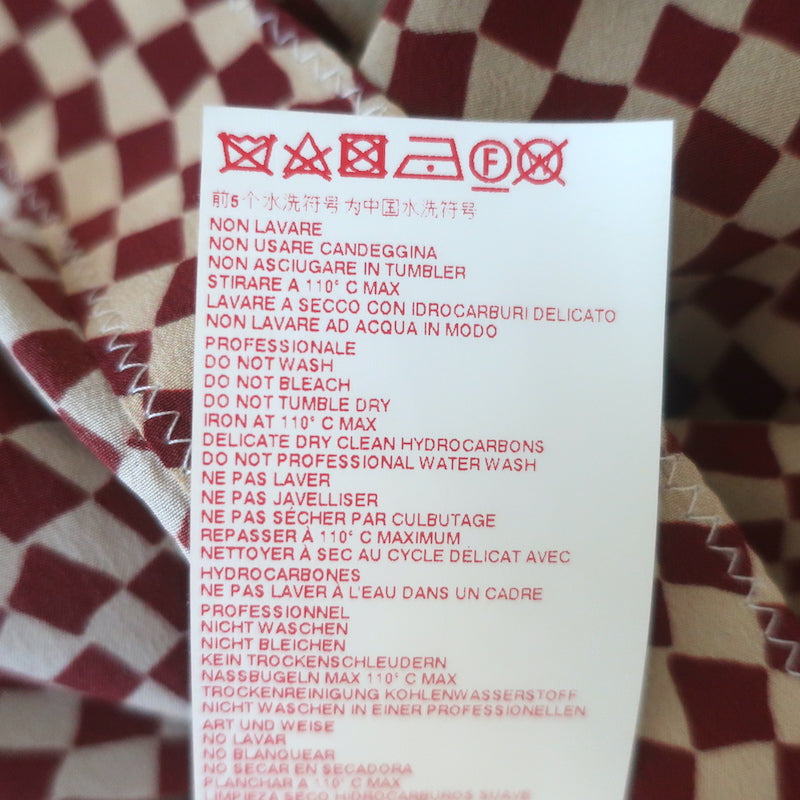 F W
前5个水洗符号为中国水洗符号
NON LAVARE
NON USARE CANDEGGINA
NON ASCIUGARE IN TUMBLER
STIRARE A 110° C MAX
LAVARE A SECCO CON IDROCARBURI DELICATO
NON LAVARE AD ACQUA IN MODO
PROFESSIONALE
DO NOT WASH
DO NOT BLEACH
DO NOT TUMBLE DRY
IRON AT 110° C MAX
DELICATE DRY CLEAN HYDROCARBONS
DO NOT PROFESSIONAL WATER WASH
NE PAS LAVER
NE PAS JAVELLISER
NE PAS SÉCHER PAR CULBUTAGE
REPASSER À 110° C MAXIMUM
NETTOYER À SEC AU CYCLE DÉLICAT AVEC
HYDROCARBONES
NE PAS LAVER À L'EAU DANS UN CADRE
PROFESSIONNEL
NICHT WASCHEN
NICHT BLEICHEN
KEIN TROCKENSCHLEUDERN
NASSBUGELN MAX 110° C MAX
TROCKENREINIGUNG KOHLENWASSERSTOFF
NICHT WASCHEN IN EINER PROFESSIONELLEN
ART UND WEISE
NO LAVAR
NO BLANQUEAR
NO SECAR EN SECADORA
PLANCHAR A 110° C MAX
LIMPIEZA SECO HIDROCARBUROS SUAVE